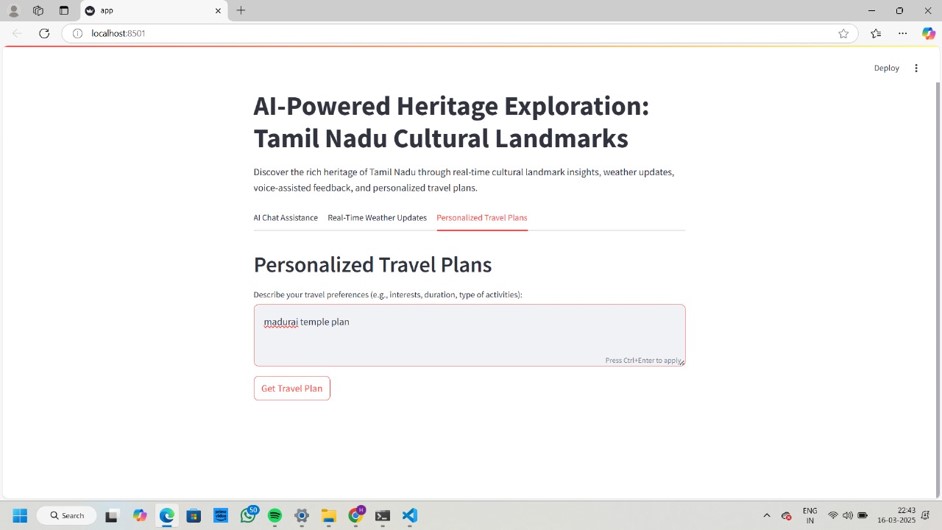 app
localhost:8501
Deploy
AI-Powered Heritage Exploration:
Tamil Nadu Cultural Landmarks
Discover the rich heritage of Tamil Nadu through real-time cultural landmark insights, weather updates,
voice-assisted feedback, and personalized travel plans.
AI Chat Assistance Real-Time Weather Updates Personalized Travel Plans
Personalized Travel Plans
Describe your travel preferences (e.g., interests, duration, type of activities):
madurai temple plan
Press Ctrl+Enter to apply
Get Travel Plan
Search
50
H
ENG
IN
22:43
16-03-2025